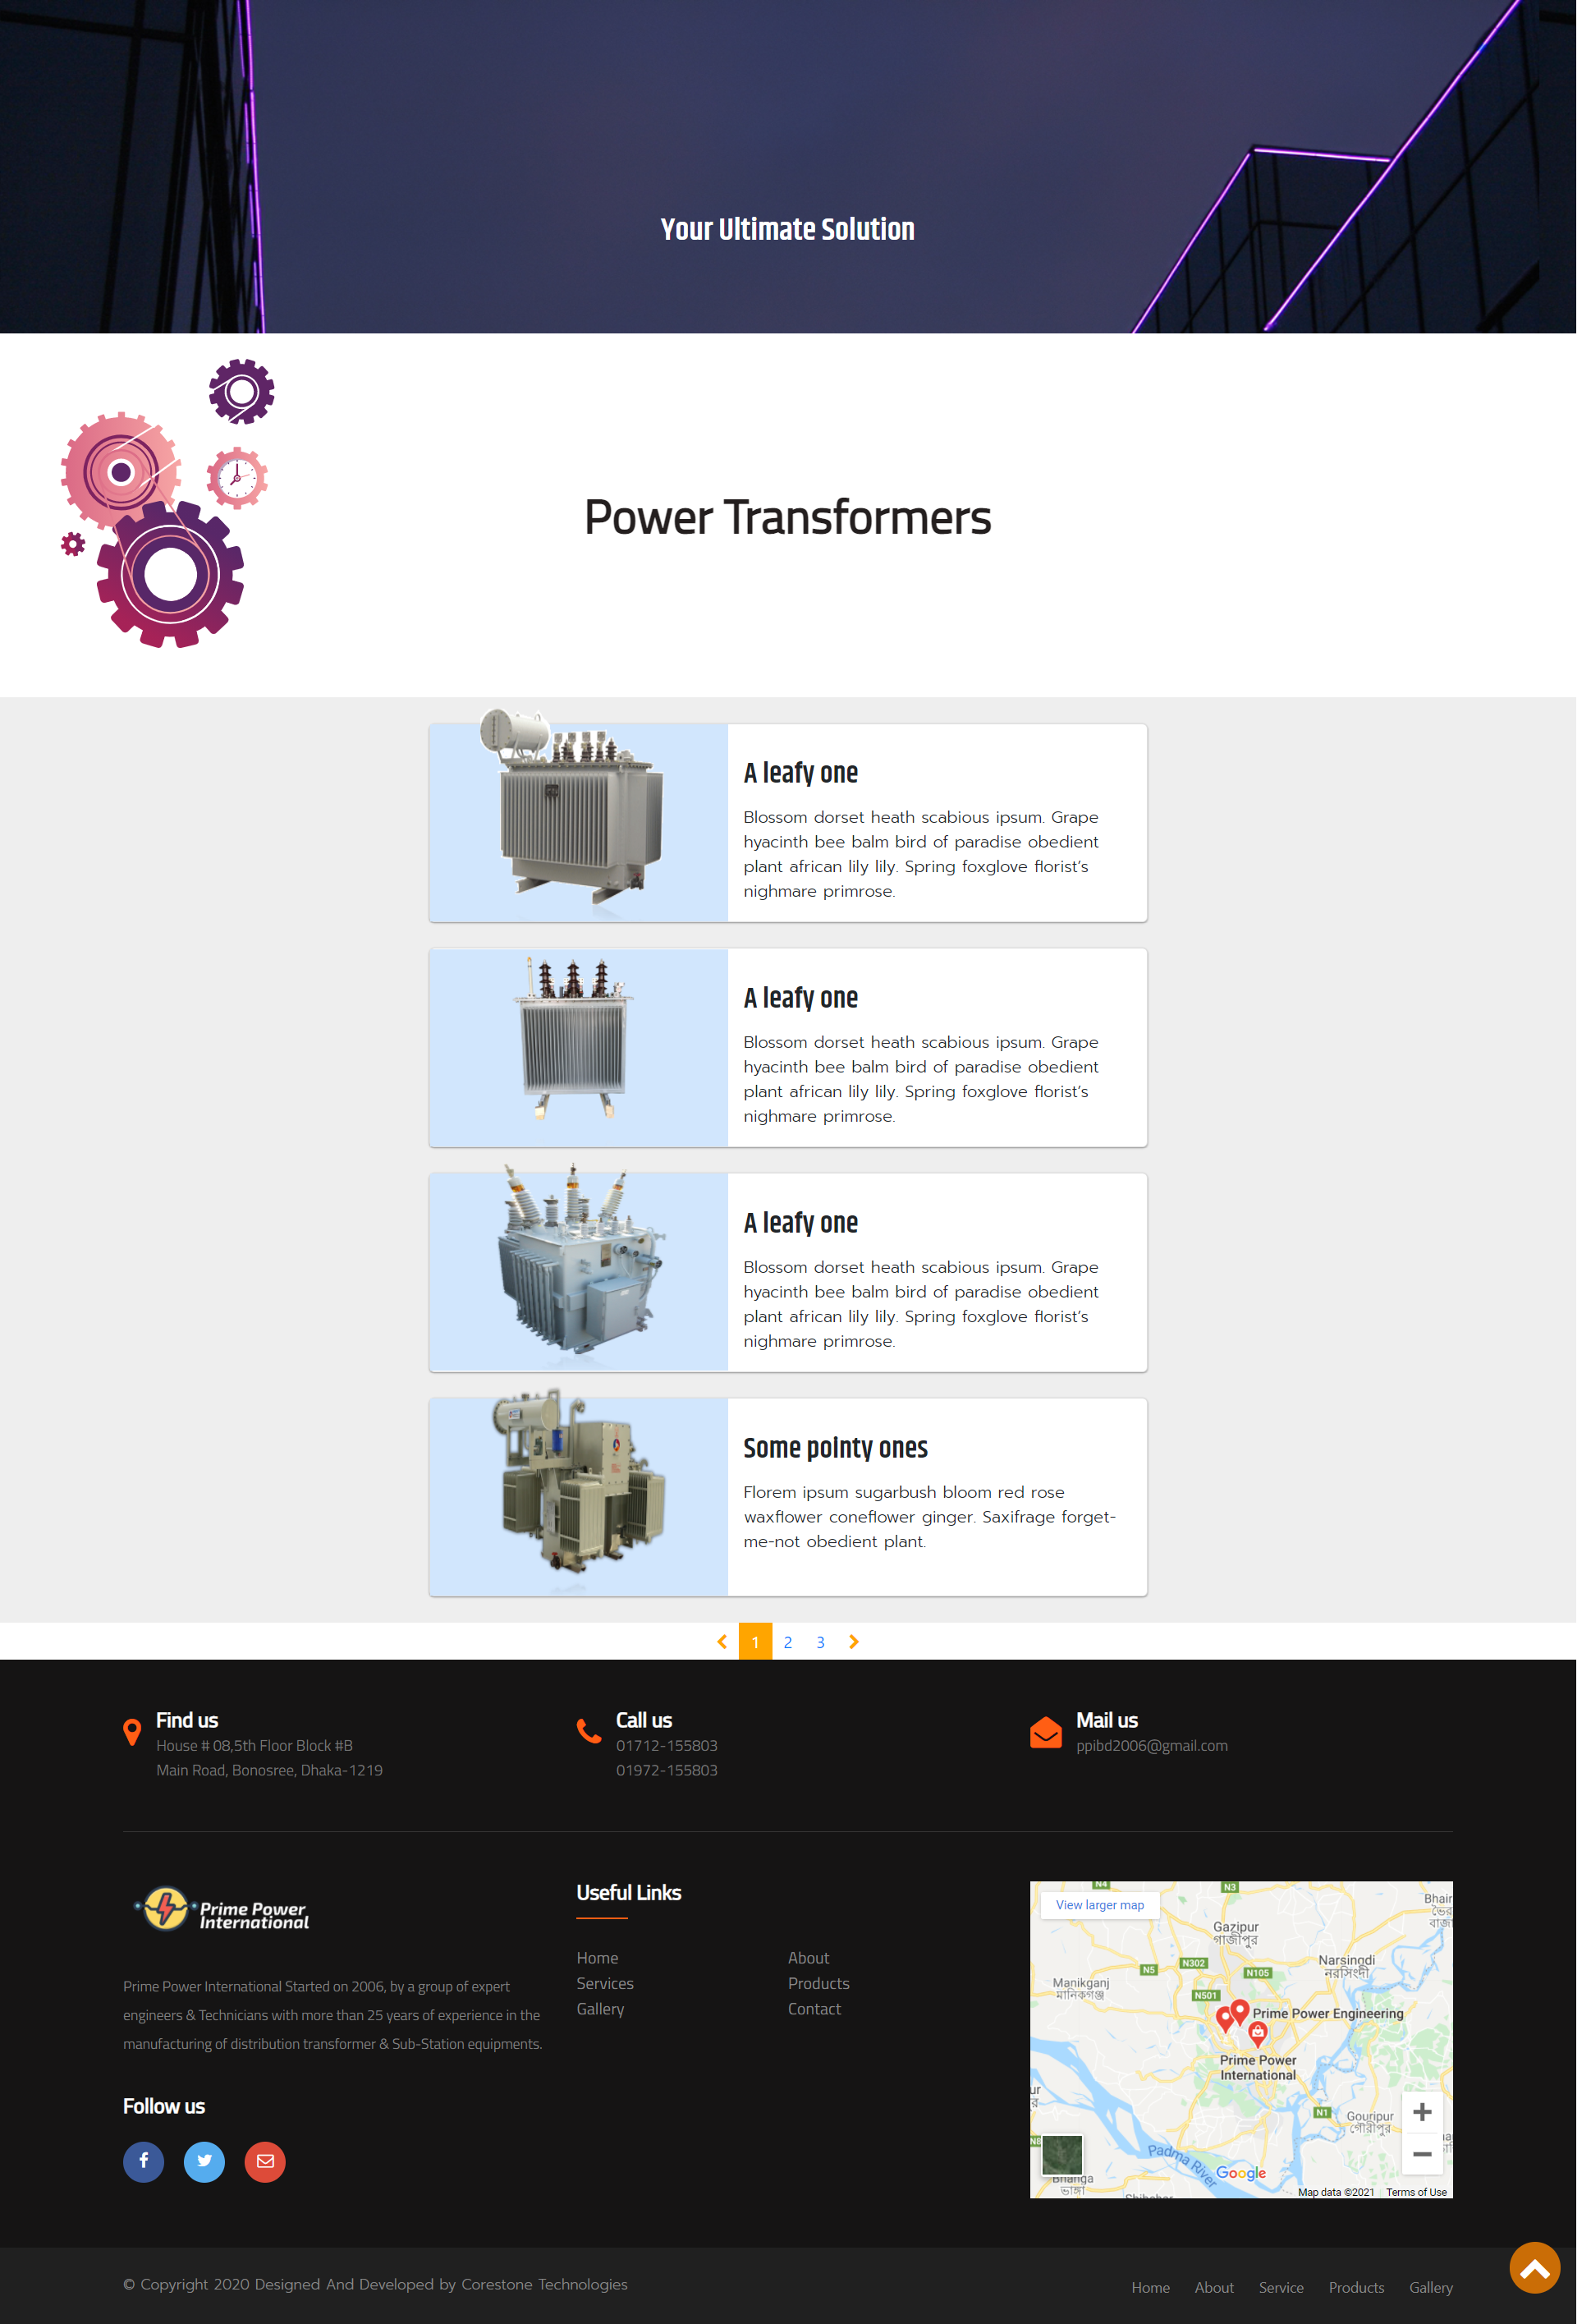 Your Ultimate Solution
Power Transformers
A leafy one
Blossom dorset heath scabious ipsum. Grape
hyacinth bee balm bird of paradise obedient
plant african lily lily. Spring foxglove florist’s
nighmare primrose.
A leafy one
Blossom dorset heath scabious ipsum. Grape
hyacinth bee balm bird of paradise obedient
plant african lily lily. Spring foxglove florist’s
nighmare primrose.
A leafy one
Blossom dorset heath scabious ipsum. Grape
hyacinth bee balm bird of paradise obedient
plant african lily lily. Spring foxglove florist’s
nighmare primrose.
Some pointy ones
Florem ipsum sugarbush bloom red rose
waxflower coneflower ginger. Saxifrage forget-
me-not obedient plant.
1 2 3
Find us
House # 08,5th Floor Block #B
Main Road, Bonosree, Dhaka-1219
Call us
01712-155803
01972-155803
Mail us
ppibd2006@gmail.com
Prime Power
International
Prime Power International Started on 2006, by a group of expert
engineers & Technicians with more than 25 years of experience in the
manufacturing of distribution transformer & Sub-Station equipments.
Follow us
Useful Links
Home
About
Services
Products
Gallery
Contact
N4
N3
View larger map
Gazipur
গাজীপুর
Narsingdi
নরসিংদী
N302
N5
N105
Manikganj
মানিকগঞ্জ
N501
Prime Power Engineering
Prime Power
International
N1
Gouripur
গৌরীপুর
Padma River
Bhanga
ভাঙ্গা
Google
Map data ©2021
Terms of Use
© Copyright 2020 Designed And Developed by Corestone Technologies
Home
About
Service
Products
Gallery